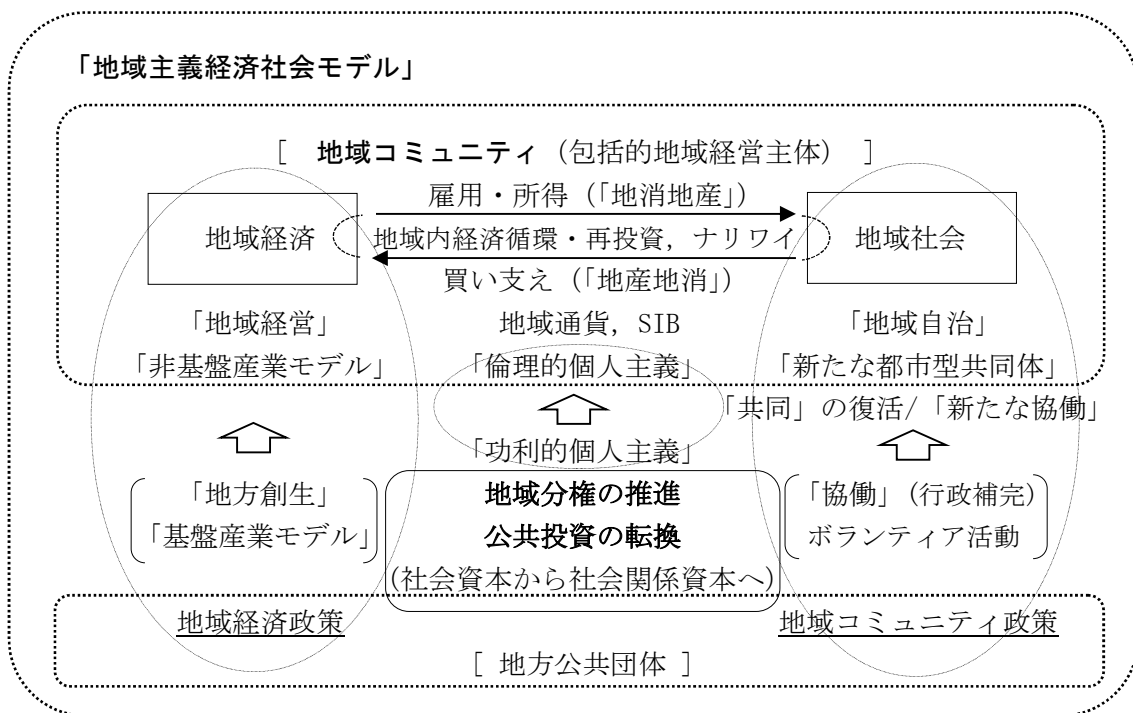 「地域主義経済社会モデル」
[ 地域コミュニティ (包括的地域経営主体) ]
雇用・所得 (「地消地産」)
地域経済
地域内経済循環・再投資, ナリワイ
地域社会
買い支え (「地産地消」)
「地域経営」
地域通貨, SIB
「地域自治」
「非基盤産業モデル」
「倫理的個人主義」
「新たな都市型共同体」
「共同」の復活/「新たな協働」
「功利的個人主義」
「地方創生」
地域分権の推進
「協働」(行政補完)
「基盤産業モデル」
公共投資の転換
ボランティア活動
(社会資本から社会関係資本へ)
地域経済政策
地域コミュニティ政策
[ 地方公共団体 ]